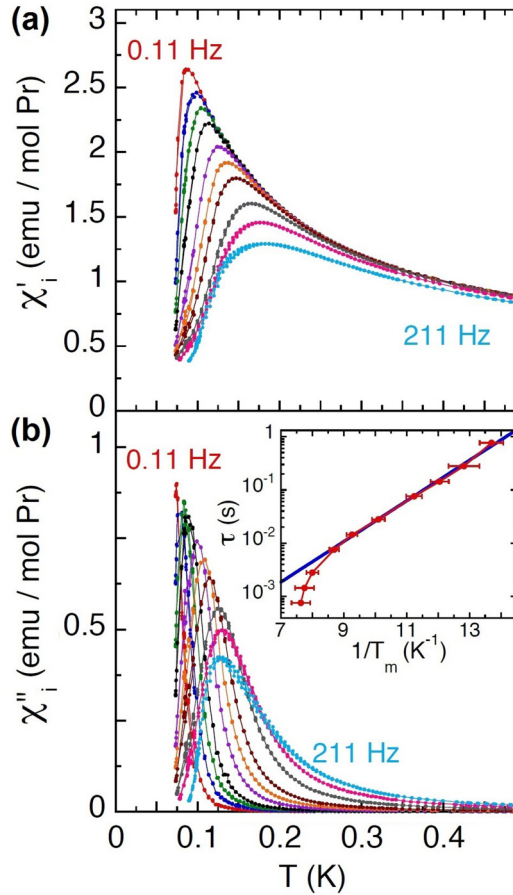 (a)
3
0.11 Hz
2.5
2
1.5
1
0.5
0
χ'i (emu / mol Pr)
211 Hz
(b)
1
0.5
0
χ"i (emu / mol Pr)
0.11 Hz
1
10-1
10-2
10-3
τ (s)
7 9 11 13
1/Tm (K-1)
211 Hz
0 0.1 0.2 0.3 0.4
T (K)